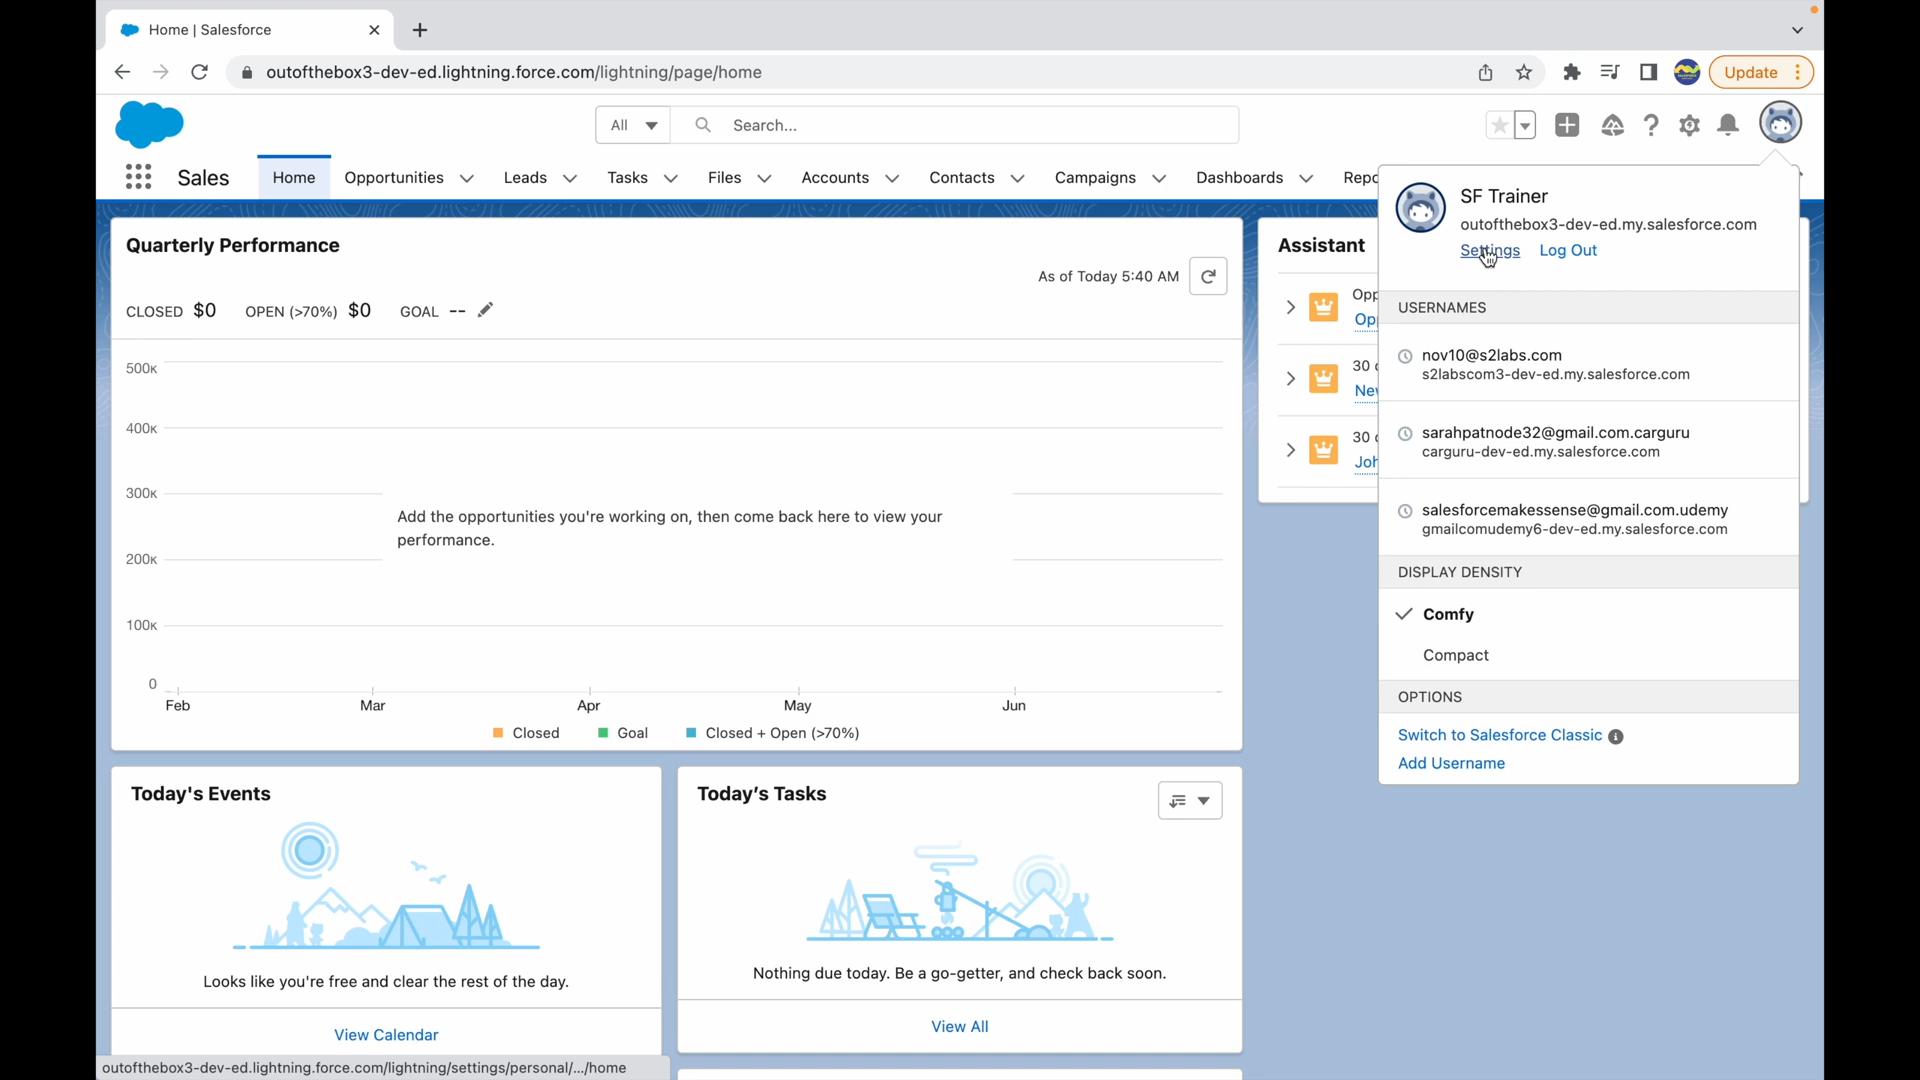 Home | Salesforce
outofthebox3-dev-ed.lightning.force.com/lightning/page/home
Update
All
Search...
Sales
Home
Opportunities
Leads
Tasks
Files
Accounts
Contacts
Campaigns
Dashboards
Repo
Quarterly Performance
As of Today 5:40 AM
CLOSED $0 OPEN (>70%) $0 GOAL --
500K
400K
300K
200K
100K
0
Add the opportunities you're working on, then come back here to view your
performance.
Feb Mar Apr May Jun
Closed Goal Closed + Open (>70%)
Assistant
Opp
Opp
30 d
New
30 d
Joh
SF Trainer
outofthebox3-dev-ed.my.salesforce.com
Settings Log Out
USERNAMES
nov10@s2labs.com
s2labscom3-dev-ed.my.salesforce.com
sarahpatnode32@gmail.com.carguru
carguru-dev-ed.my.salesforce.com
salesforcemakessense@gmail.com.udemy
gmailcomudemy6-dev-ed.my.salesforce.com
DISPLAY DENSITY
Comfy
Compact
OPTIONS
Switch to Salesforce Classic
Add Username
Today's Events
Looks like you're free and clear the rest of the day.
View Calendar
Today's Tasks
Nothing due today. Be a go-getter, and check back soon.
View All
outofthebox3-dev-ed.lightning.force.com/lightning/settings/personal/.../home